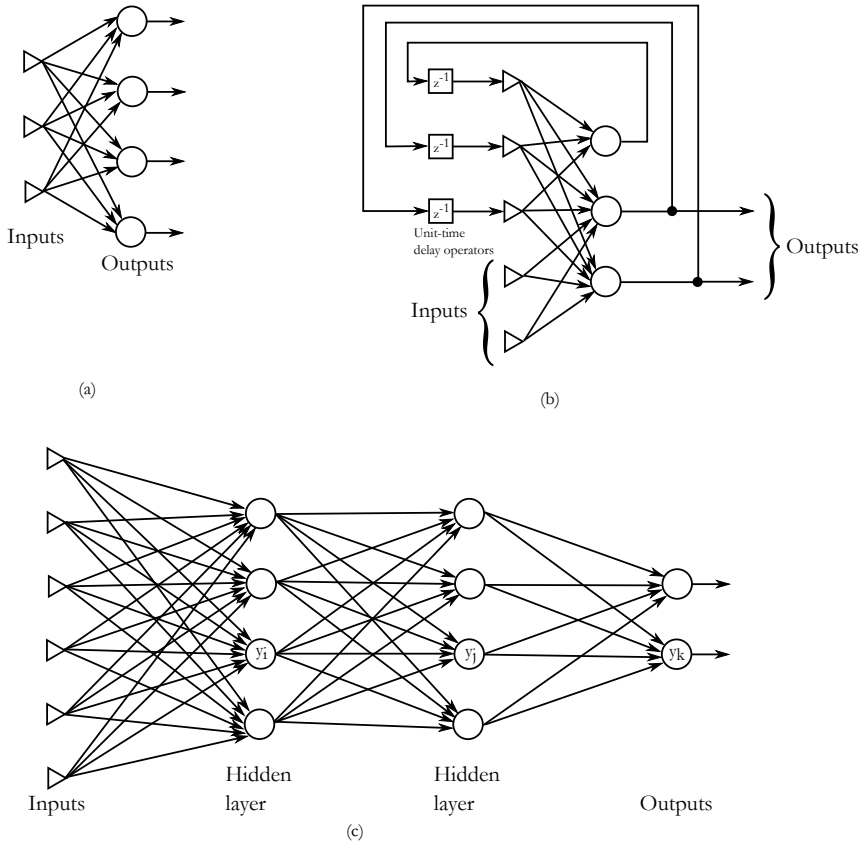 Inputs
Outputs
(a)
z-1
z-1
z-1
Unit-time
delay operators
Inputs
Outputs
(b)
yi
yj
yk
Inputs
Hidden
layer
Hidden
layer
Outputs
(c)